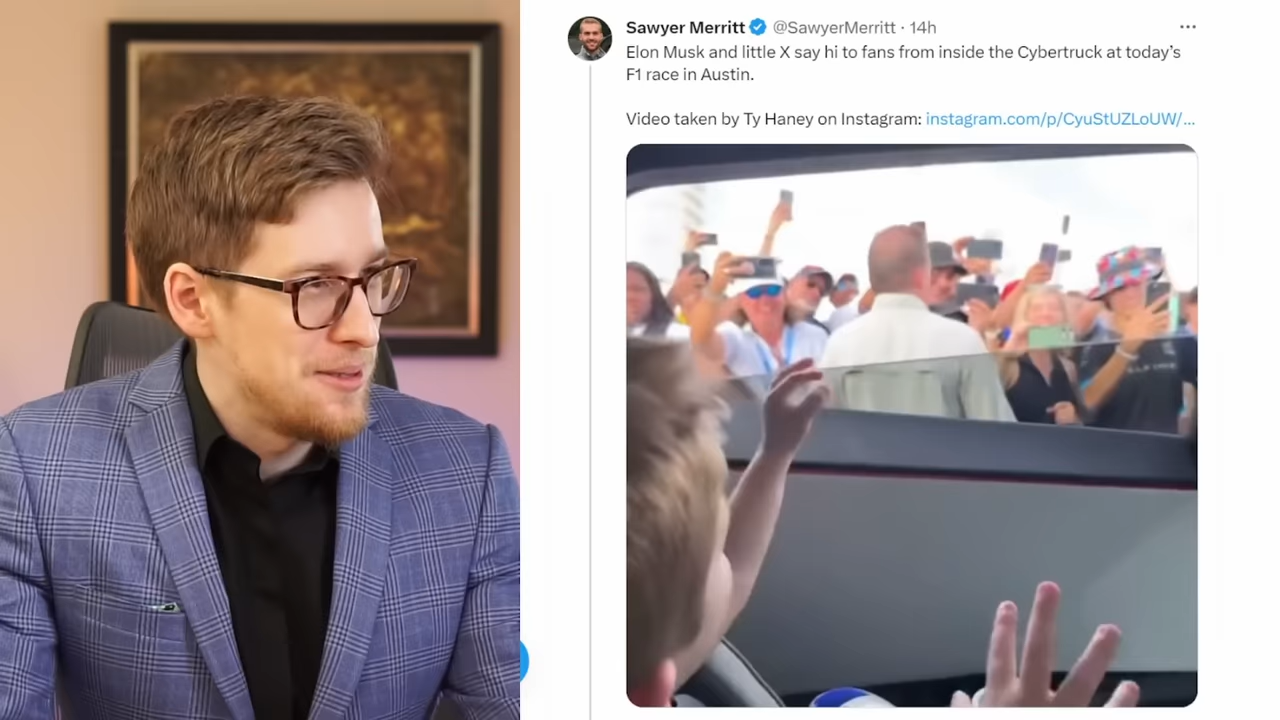 Sawyer Merritt @SawyerMerritt · 14h
Elon Musk and little X say hi to fans from inside the Cybertruck at today’s
F1 race in Austin.
Video taken by Ty Haney on Instagram: instagram.com/p/CyuStUZLoUW/...